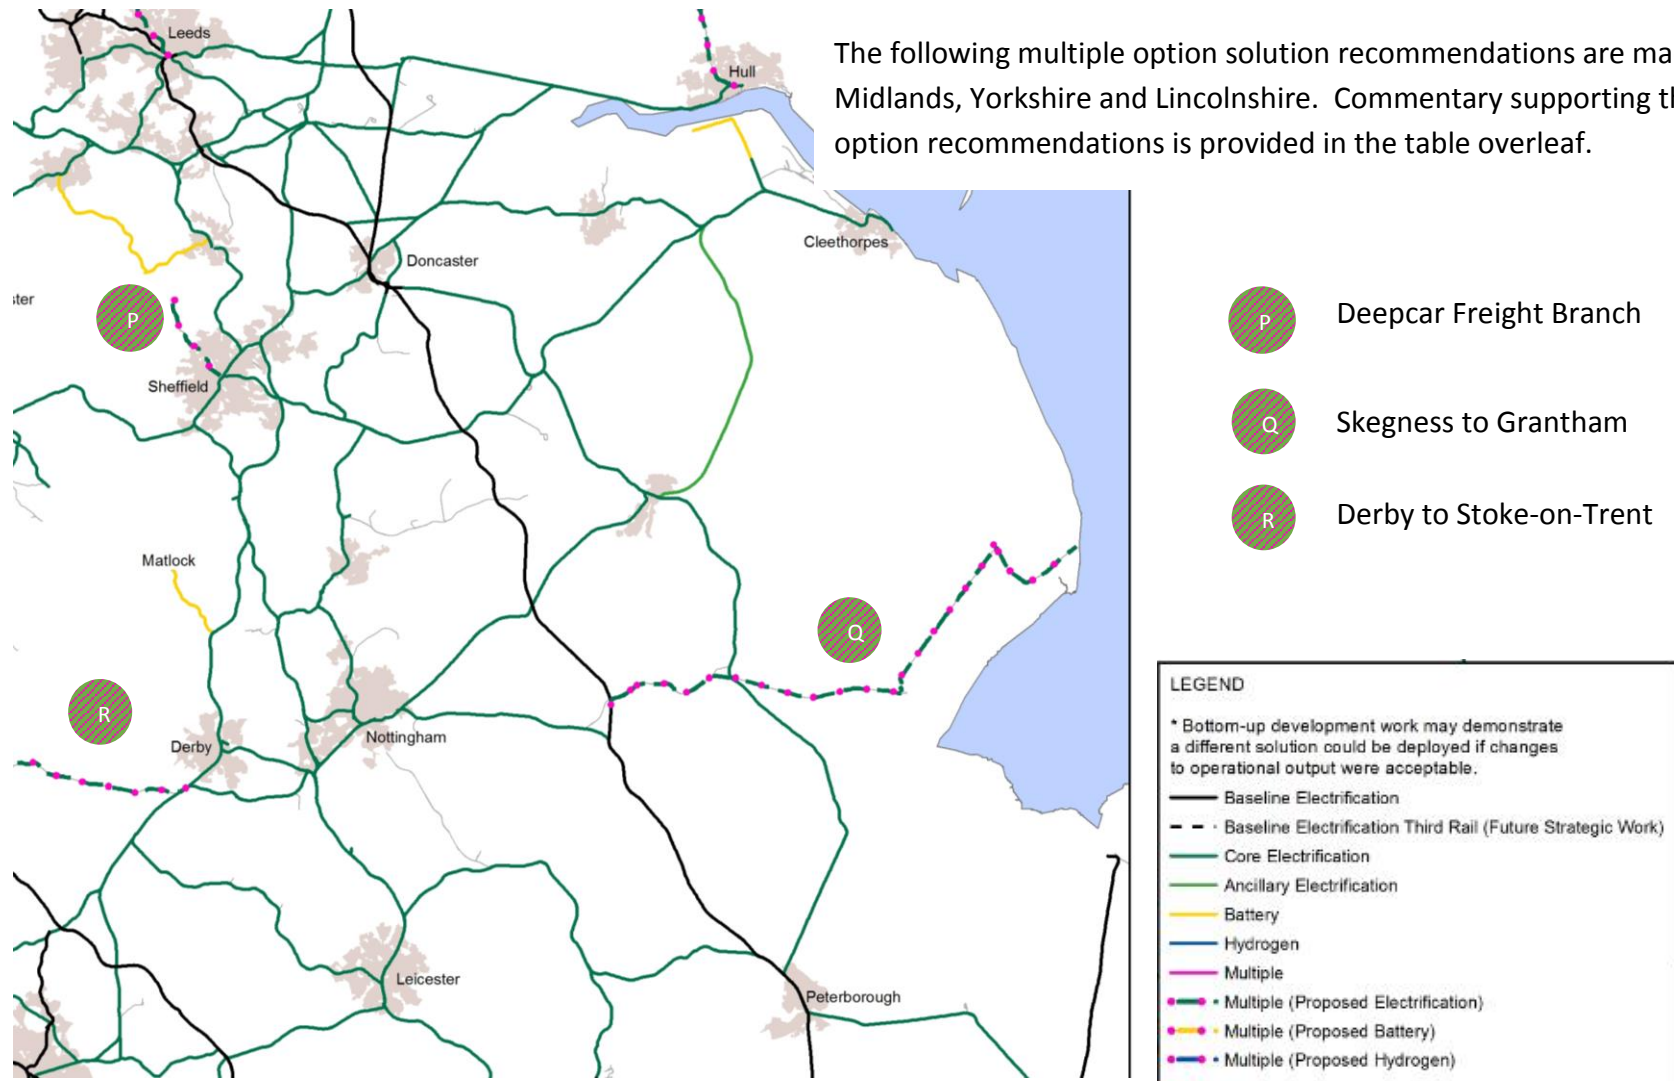 The following multiple option solution recommendations are ma
Midlands, Yorkshire and Lincolnshire.  Commentary supporting th
option recommendations is provided in the table overleaf.
Leeds
Hull
Cleethorpes
Doncaster
ster
P
Sheffield
P Deepcar Freight Branch
Q Skegness to Grantham
R Derby to Stoke-on-Trent
Matlock
Q
R
Derby
Nottingham
Leicester
Peterborough
LEGEND
* Bottom-up development work may demonstrate
a different solution could be deployed if changes
to operational output were acceptable.
Baseline Electrification
Baseline Electrification Third Rail (Future Strategic Work)
Core Electrification
Ancillary Electrification
Battery
Hydrogen
Multiple
Multiple (Proposed Electrification)
Multiple (Proposed Battery)
Multiple (Proposed Hydrogen)